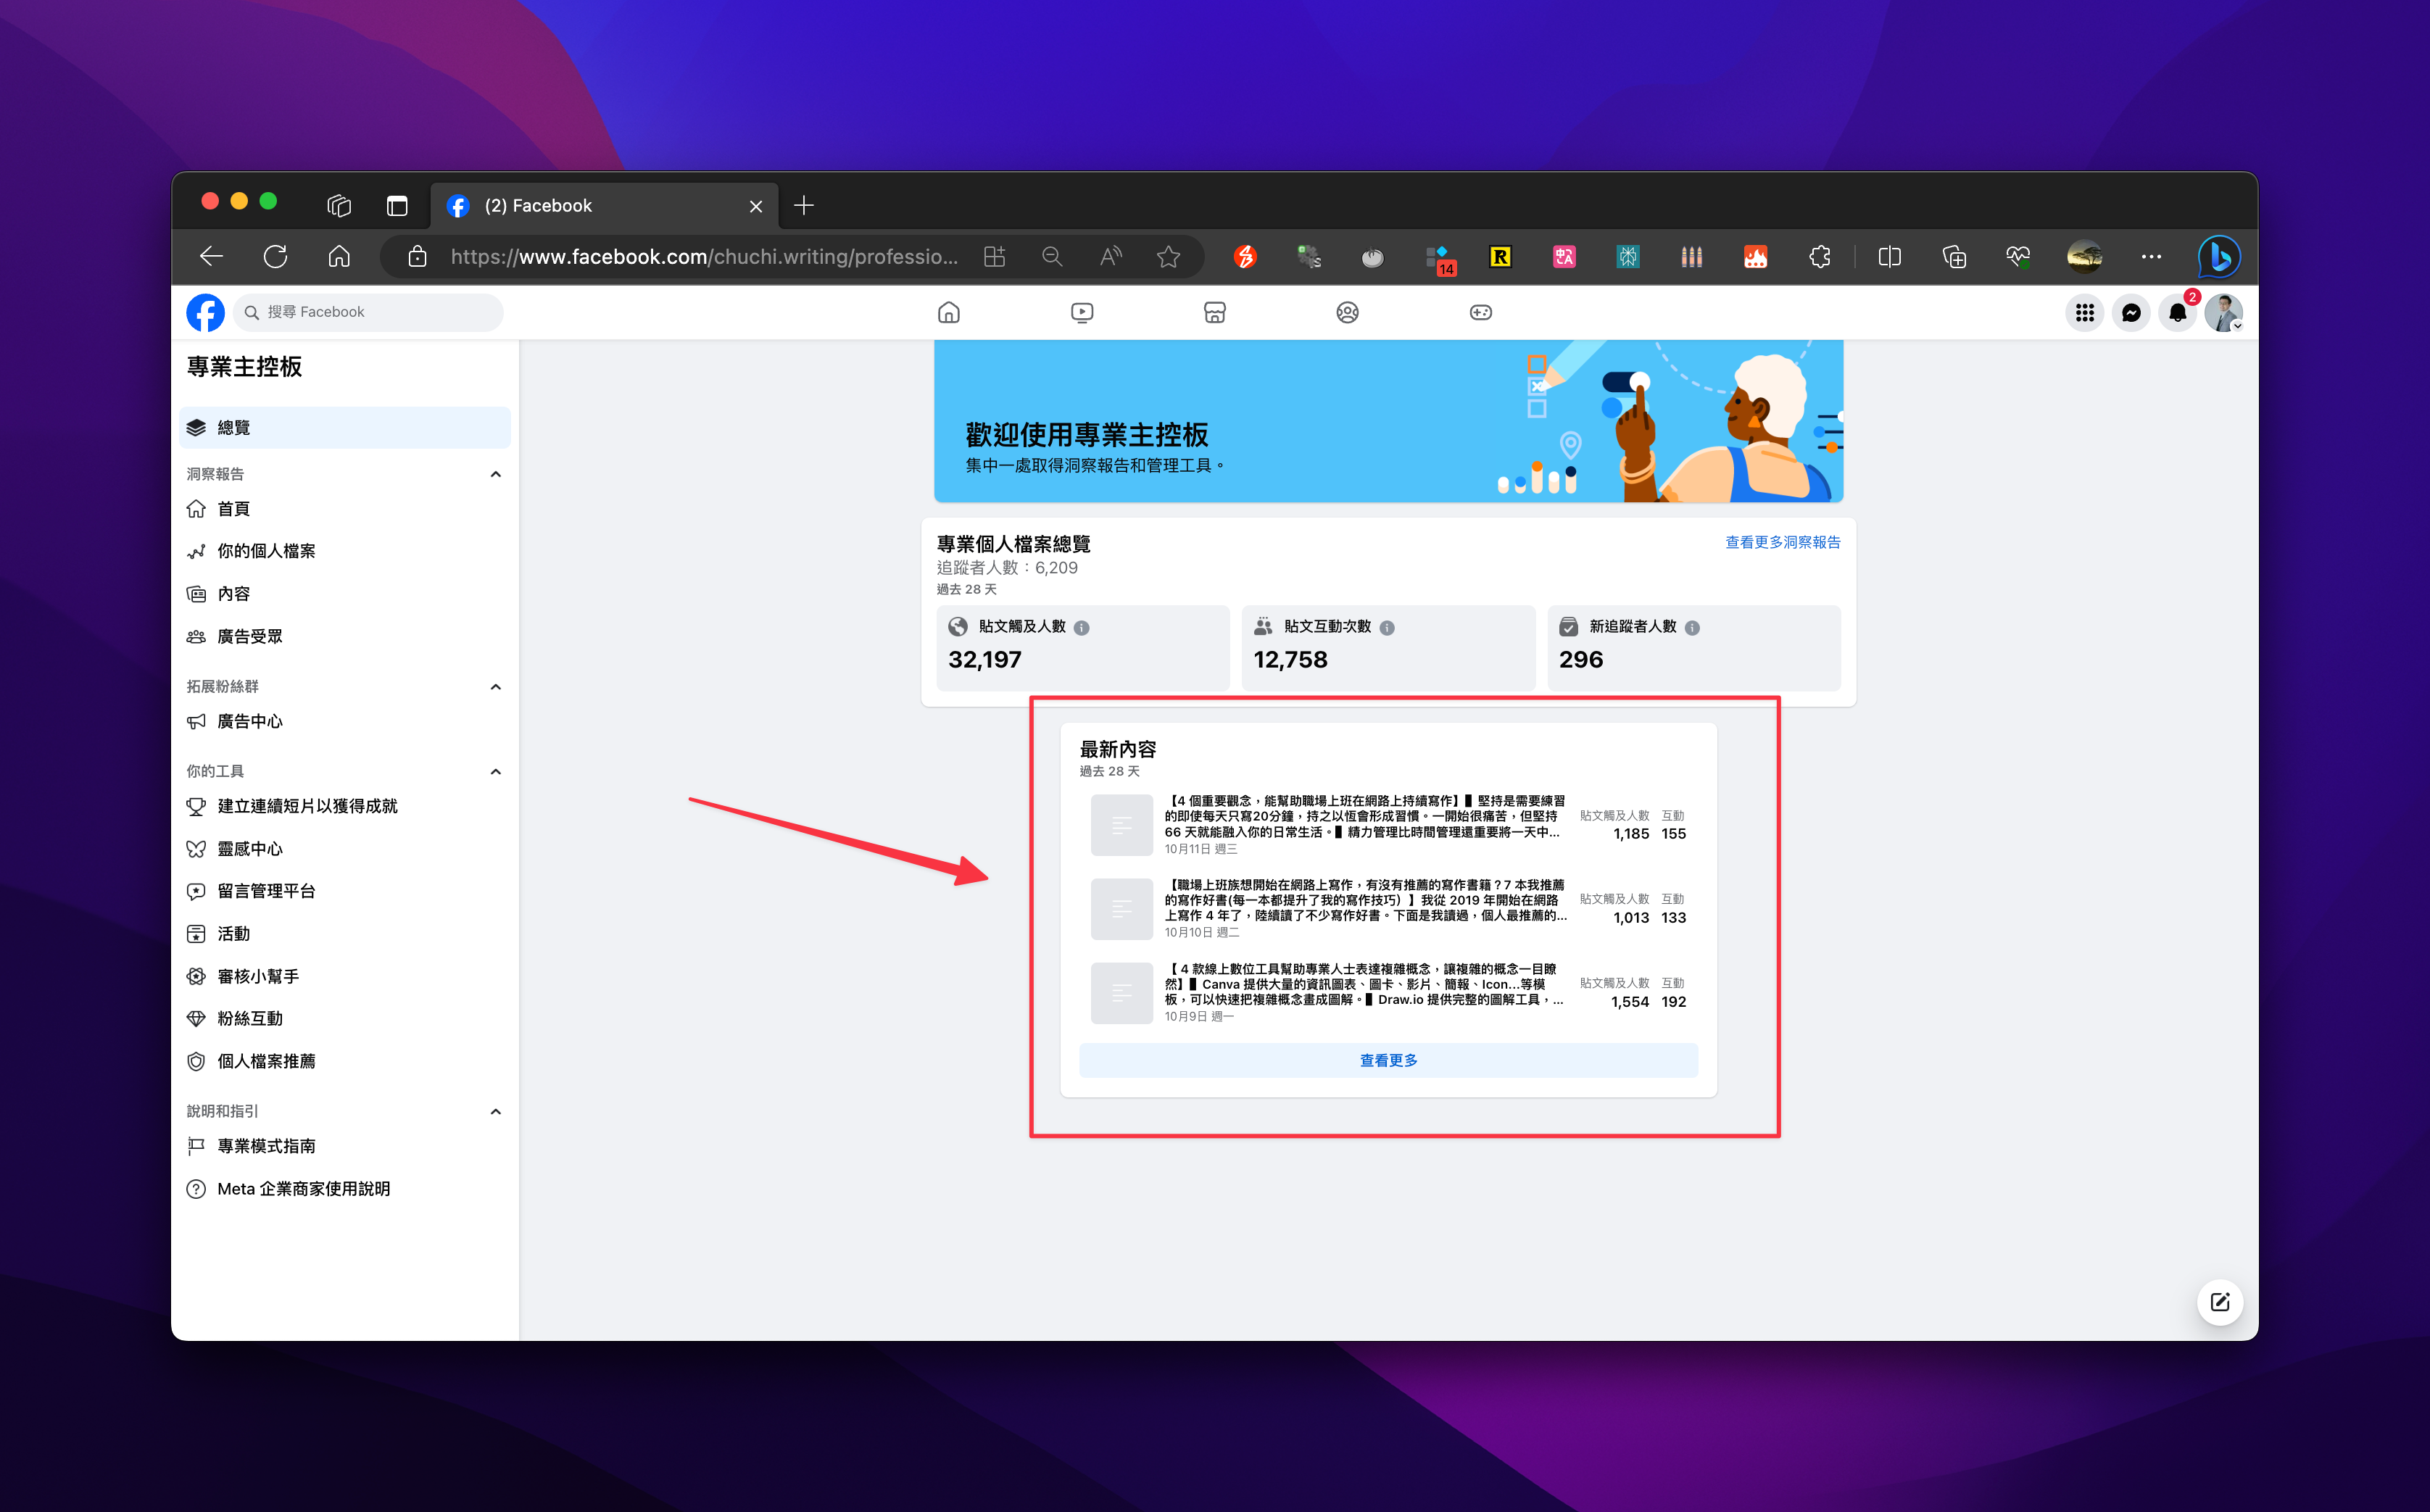 (2) Facebook
https://www.facebook.com/chuchi.writing/professio...
14
R
中A
搜尋 Facebook
2
專業主控板
總覽
洞察報告
首頁
你的個人檔案
內容
廣告受眾
拓展粉絲群
廣告中心
你的工具
建立連續短片以獲得成就
靈感中心
留言管理平台
活動
審核小幫手
粉絲互動
個人檔案推薦
說明和指引
專業模式指南
Meta 企業商家使用說明
歡迎使用專業主控板
集中一處取得洞察報告和管理工具。
專業個人檔案總覽
查看更多洞察報告
追蹤者人數：6,209
過去 28 天
貼文觸及人數
32,197
貼文互動次數
12,758
新追蹤者人數
296
最新內容
過去 28 天
【4 個重要觀念，能幫助職場上班在網路上持續寫作】▋堅持是需要練習
的即使每天只寫20分鐘，持之以恆會形成習慣。一開始很痛苦，但堅持
66 天就能融入你的日常生活。▋精力管理比時間管理還重要將一天中...
10月11日 週三
貼文觸及人數 互動
1,185 155
【職場上班族想開始在網路上寫作，有沒有推薦的寫作書籍？7 本我推薦
的寫作好書(每一本都提升了我的寫作技巧）】我從 2019 年開始在網路
上寫作 4 年了，陸續讀了不少寫作好書。下面是我讀過，個人最推薦的...
10月10日 週二
貼文觸及人數 互動
1,013 133
【 4 款線上數位工具幫助專業人士表達複雜概念，讓複雜的概念一目瞭
然】▋Canva 提供大量的資訊圖表、圖卡、影片、簡報、Icon...等模
板，可以快速把複雜概念畫成圖解。▋Draw.io 提供完整的圖解工具，...
10月9日 週一
貼文觸及人數 互動
1,554 192
查看更多